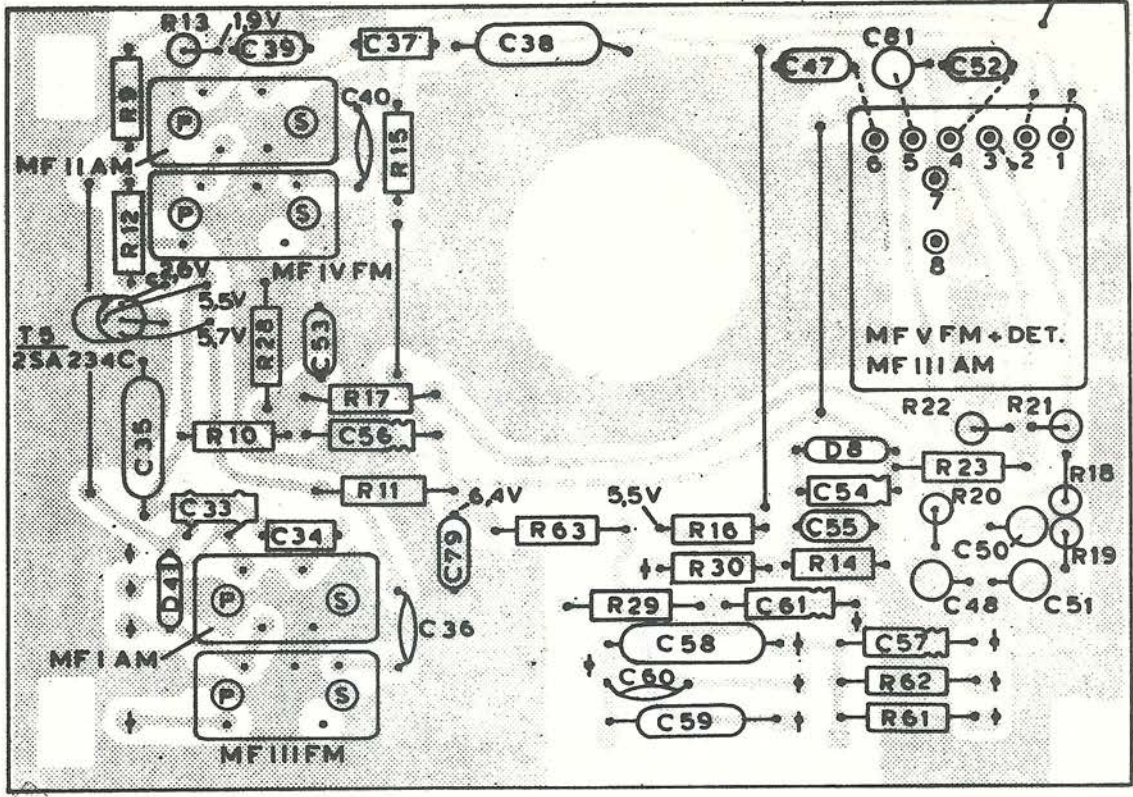 R13
1,9V
C39
C37
C38
C47
C81
C52
R9
P
S
C40
R15
MF II AM
6
5
4
3
2
1
7
8
R12
P
S
MF IV FM
2,6V
C
5,5V
5,7V
T5
2SA234C
R28
C53
MF V FM + DET.
MF III AM
R17
R22
R21
C35
R10
C56
D8
R23
R18
R11
C54
R20
C33
6,4V
5,5V
C34
C79
R63
R16
C55
C50
R19
D41
P
S
R30
R14
C48
C51
C36
R29
C61
MF I AM
C58
C57
P
S
C60
R62
C59
R61
MF III FM